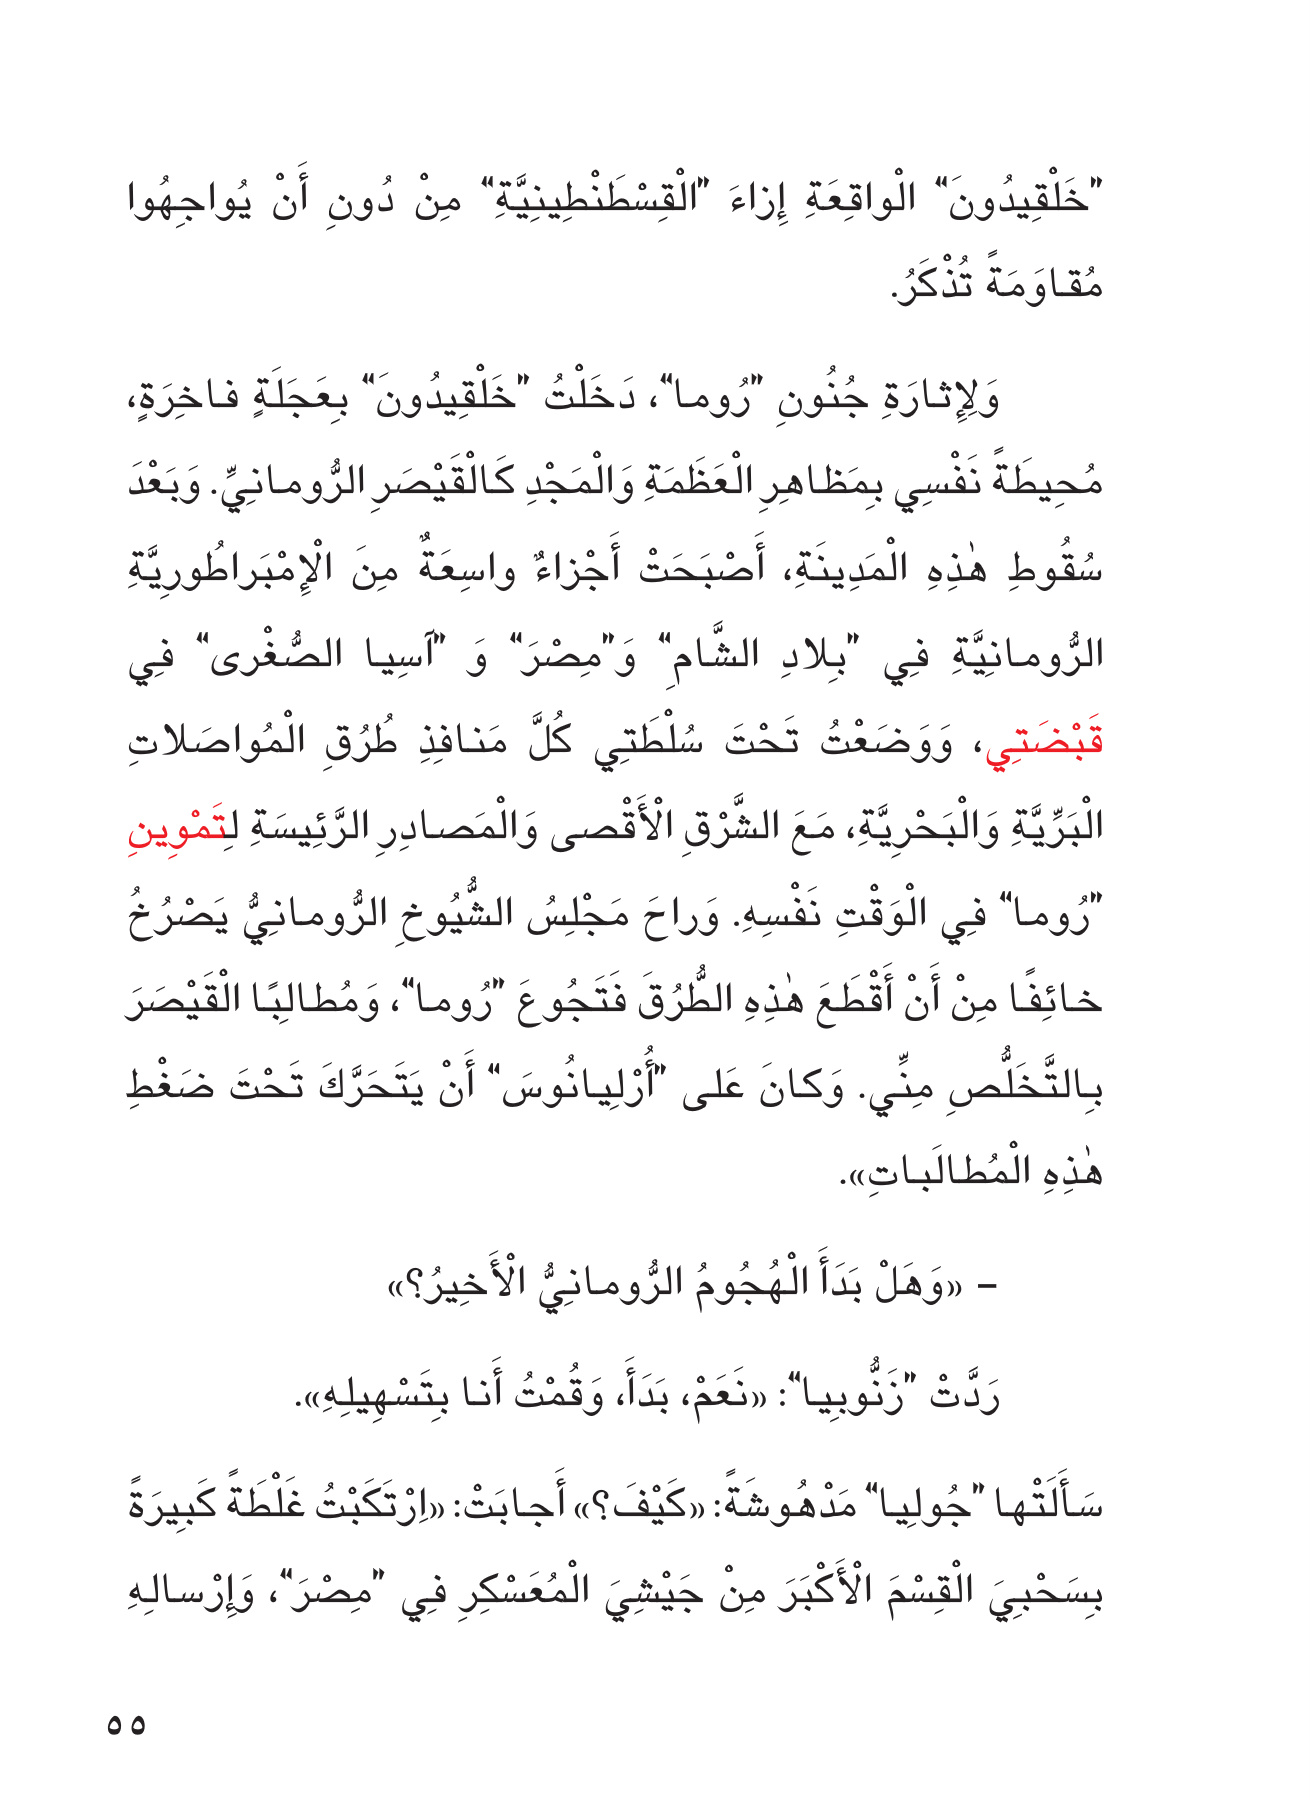 "خَلْقِيدُونَ" الْواقِعَةِ إِزاءَ "الْقِسْطَنْطِينِيَّةِ" مِنْ دُونِ أَنْ يُواجِهُوا
مُقاوَمَةً تُذْكَرُ.
وَلِإِثارَةِ جُنُونِ "رُوما"، دَخَلْتُ "خَلْقِيدُونَ" بِعَجَلَةٍ فاخِرَةٍ،
مُحِيطَةً نَفْسِي بِمَظاهِرِ الْعَظَمَةِ وَالْمَجْدِ كَالْقَيْصَرِ الرُّومانِيِّ. وَبَعْدَ
سُقُوطِ هٰذِهِ الْمَدِينَةِ، أَصْبَحَتْ أَجْزاءٌ واسِعَةٌ مِنَ الْإِمْبَراطُورِيَّةِ
الرُّومانِيَّةِ فِي "بِلادِ الشَّامِ" وَ"مِصْرَ" وَ "آسِيا الصُّغْرى" فِي
قَبْضَتِي، وَوَضَعْتُ تَحْتَ سُلْطَتِي كُلَّ مَنافِذِ طُرُقِ الْمُواصَلاتِ
الْبَرِّيَّةِ وَالْبَحْرِيَّةِ، مَعَ الشَّرْقِ الْأَقْصى وَالْمَصادِرِ الرَّئِيسَةِ لِتَمْوِينِ
"رُوما" فِي الْوَقْتِ نَفْسِهِ. وَراحَ مَجْلِسُ الشُّيُوخِ الرُّومانِيُّ يَصْرُخُ
خائِفًا مِنْ أَنْ أَقْطَعَ هٰذِهِ الطُّرُقَ فَتَجُوعَ "رُوما"، وَمُطالِبًا الْقَيْصَرَ
بِالتَّخَلُّصِ مِنِّي. وَكانَ عَلى "أُرْلِيانُوسَ" أَنْ يَتَحَرَّكَ تَحْتَ ضَغْطِ
هٰذِهِ الْمُطالَباتِ».
– «وَهَلْ بَدَأَ الْهُجُومُ الرُّومانِيُّ الْأَخِيرُ؟»
رَدَّتْ "زَنُّوبِيا": «نَعَمْ، بَدَأَ، وَقُمْتُ أَنا بِتَسْهِيلِهِ».
سَأَلَتْها "جُولِيا" مَدْهُوشَةً: «كَيْفَ؟» أَجابَتْ: «اِرْتَكَبْتُ غَلْطَةً كَبِيرَةً
بِسَحْبِيَ الْقِسْمَ الْأَكْبَرَ مِنْ جَيْشِيَ الْمُعَسْكِرِ فِي "مِصْرَ"، وَإِرْسالِهِ
٥٥